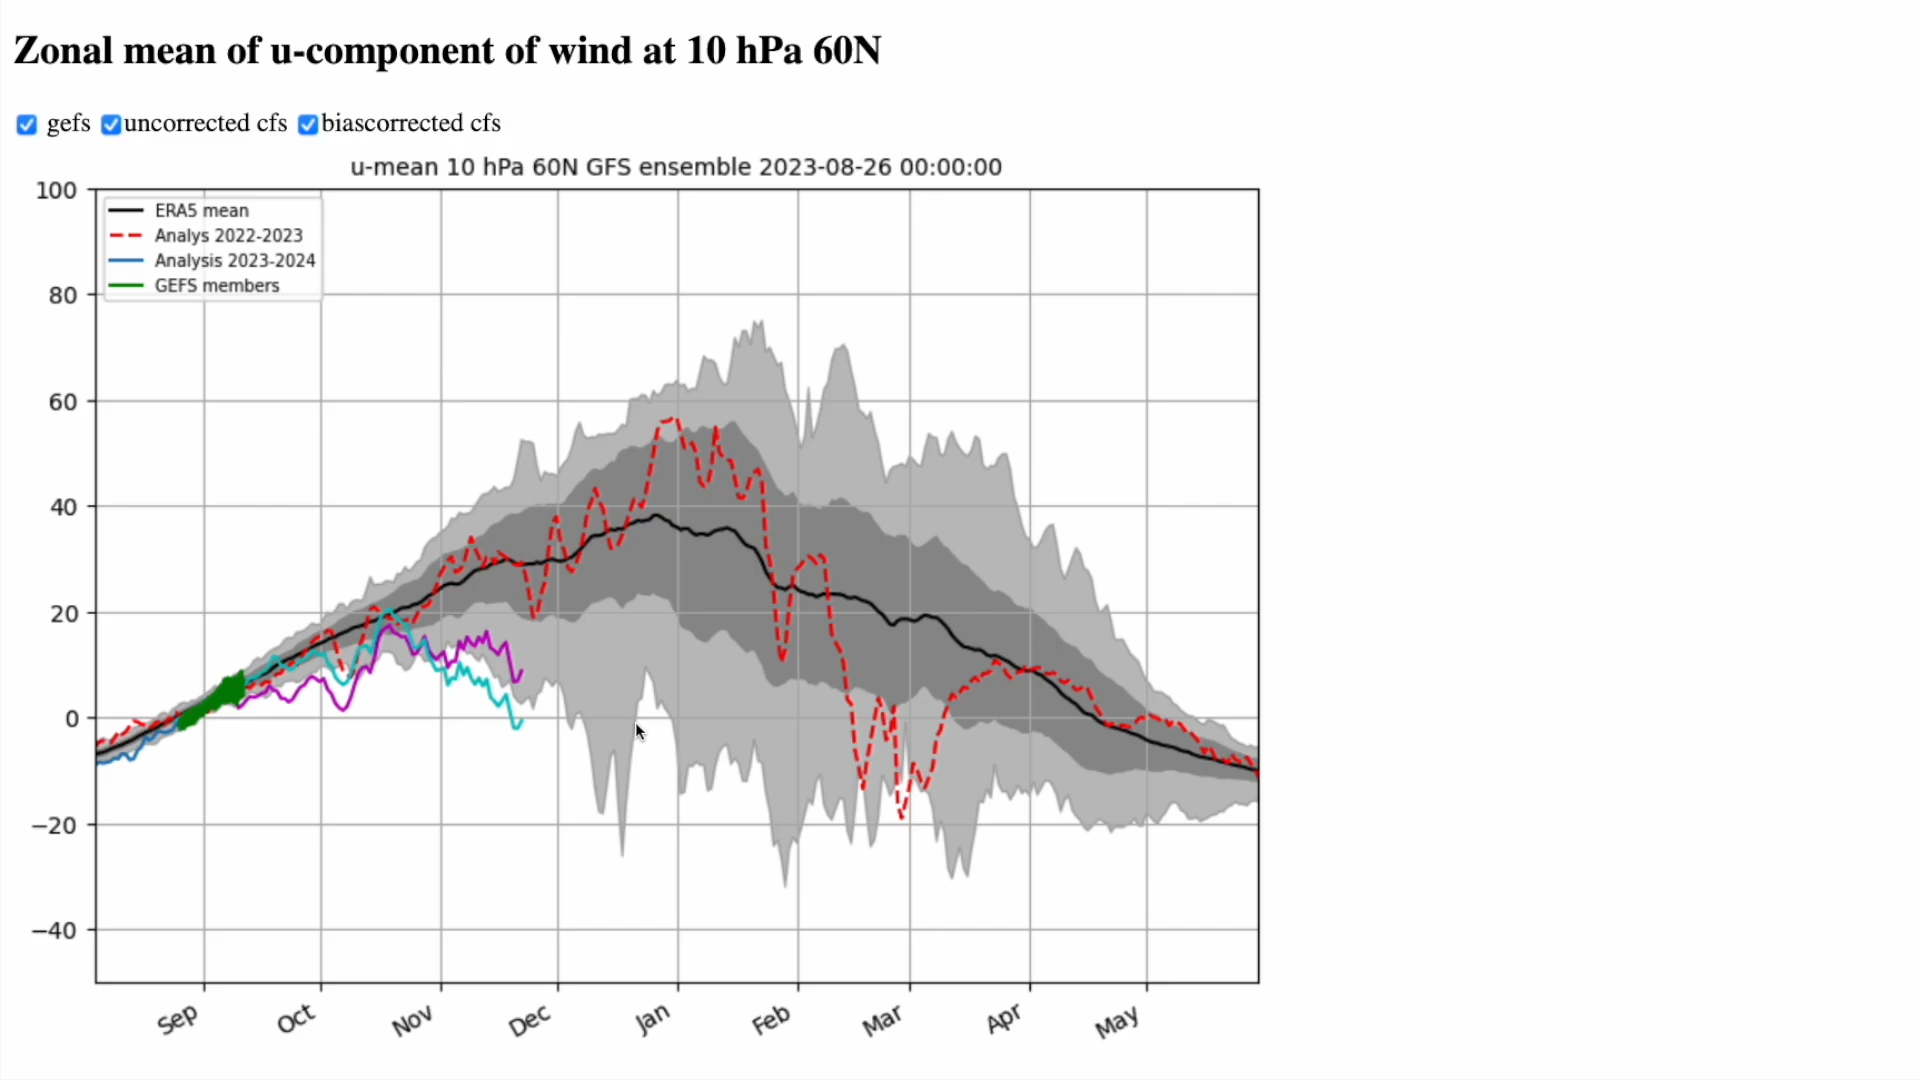 Zonal mean of u-component of wind at 10 hPa 60N
gefs uncorrected cfs biascorrected cfs
u-mean 10 hPa 60N GFS ensemble 2023-08-26 00:00:00
100
80
60
40
20
0
−20
−40
ERA5 mean
Analys 2022-2023
Analysis 2023-2024
GEFS members
Sep Oct Nov Dec Jan Feb Mar Apr May